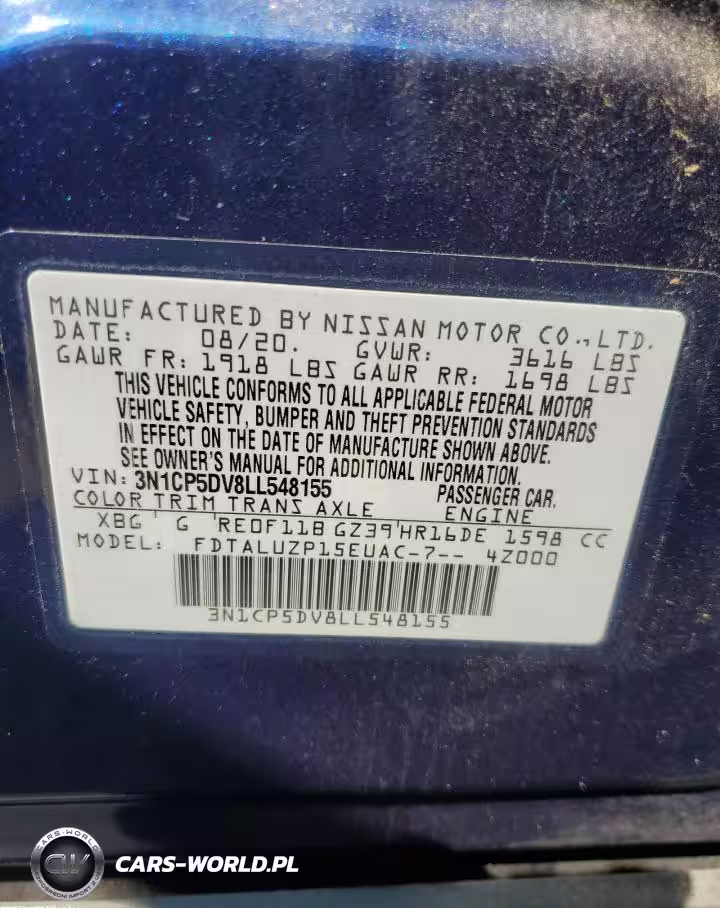 MANUFACTURED BY NISSAN MOTOR CO., LTD.
DATE: 08/20. GVWR: 3616 LBS
GAWR FR: 1918 LBS GAWR RR: 1698 LBS
THIS VEHICLE CONFORMS TO ALL APPLICABLE FEDERAL MOTOR
VEHICLE SAFETY, BUMPER AND THEFT PREVENTION STANDARDS
IN EFFECT ON THE DATE OF MANUFACTURE SHOWN ABOVE.
SEE OWNER'S MANUAL FOR ADDITIONAL INFORMATION.
VIN: 3N1CP5DV8LL548155 PASSENGER CAR.
COLOR TRIM TRANS AXLE ENGINE
XBG ' G 'RE0F11B GZ39'HR16DE 1598 CC
MODEL: FDTALUZP15EUAC-7-- 4Z000
3N1CP5DV8LL548155
CARS-WORLD
CW
CARS-WORLD.PL